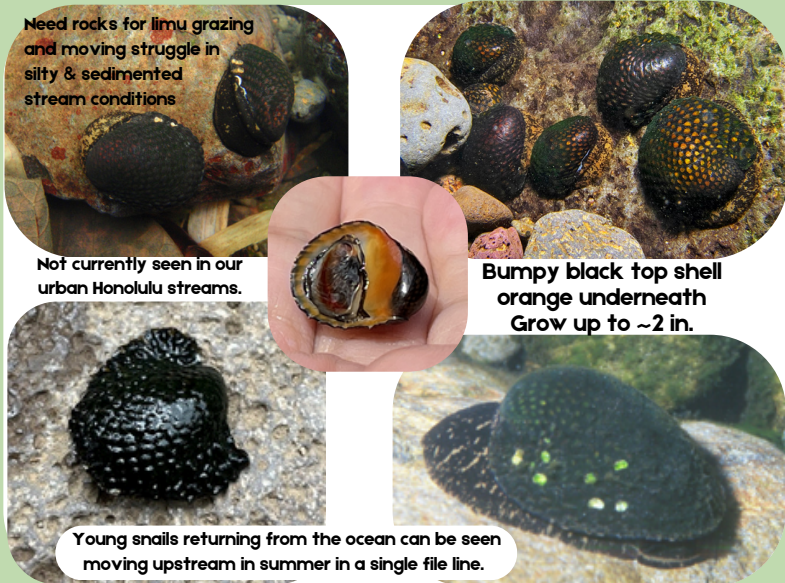 Need rocks for limu grazing
and moving struggle in
silty & sedimented
stream conditions
Not currently seen in our
urban Honolulu streams.
Bumpy black top shell
orange underneath
Grow up to ~2 in.
Young snails returning from the ocean can be seen
moving upstream in summer in a single file line.